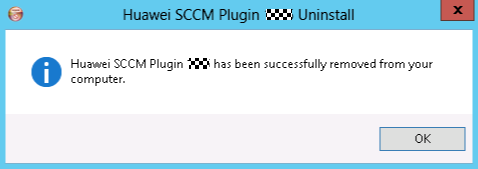 Huawei SCCM Plugin Uninstall
Huawei SCCM Plugin has been successfully removed from your
computer.
OK